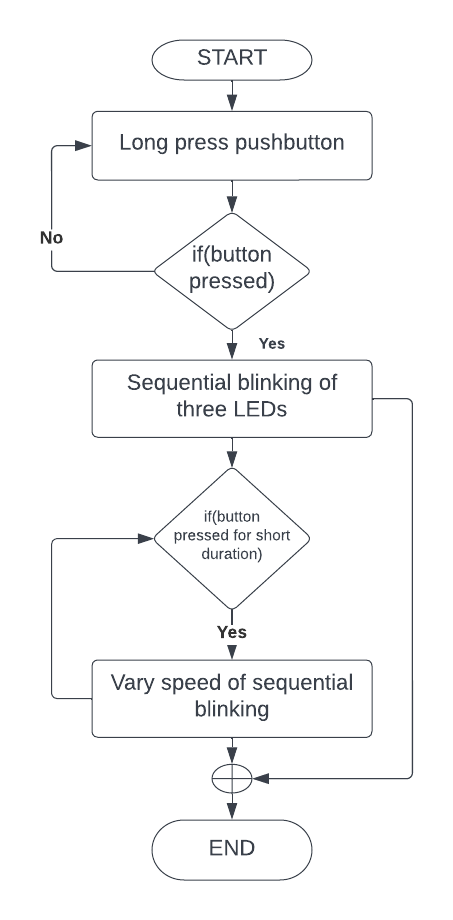 START
Long press pushbutton
No
if(button
pressed)
Yes
Sequential blinking of
three LEDs
if(button
pressed for short
duration)
Yes
Vary speed of sequential
blinking
END